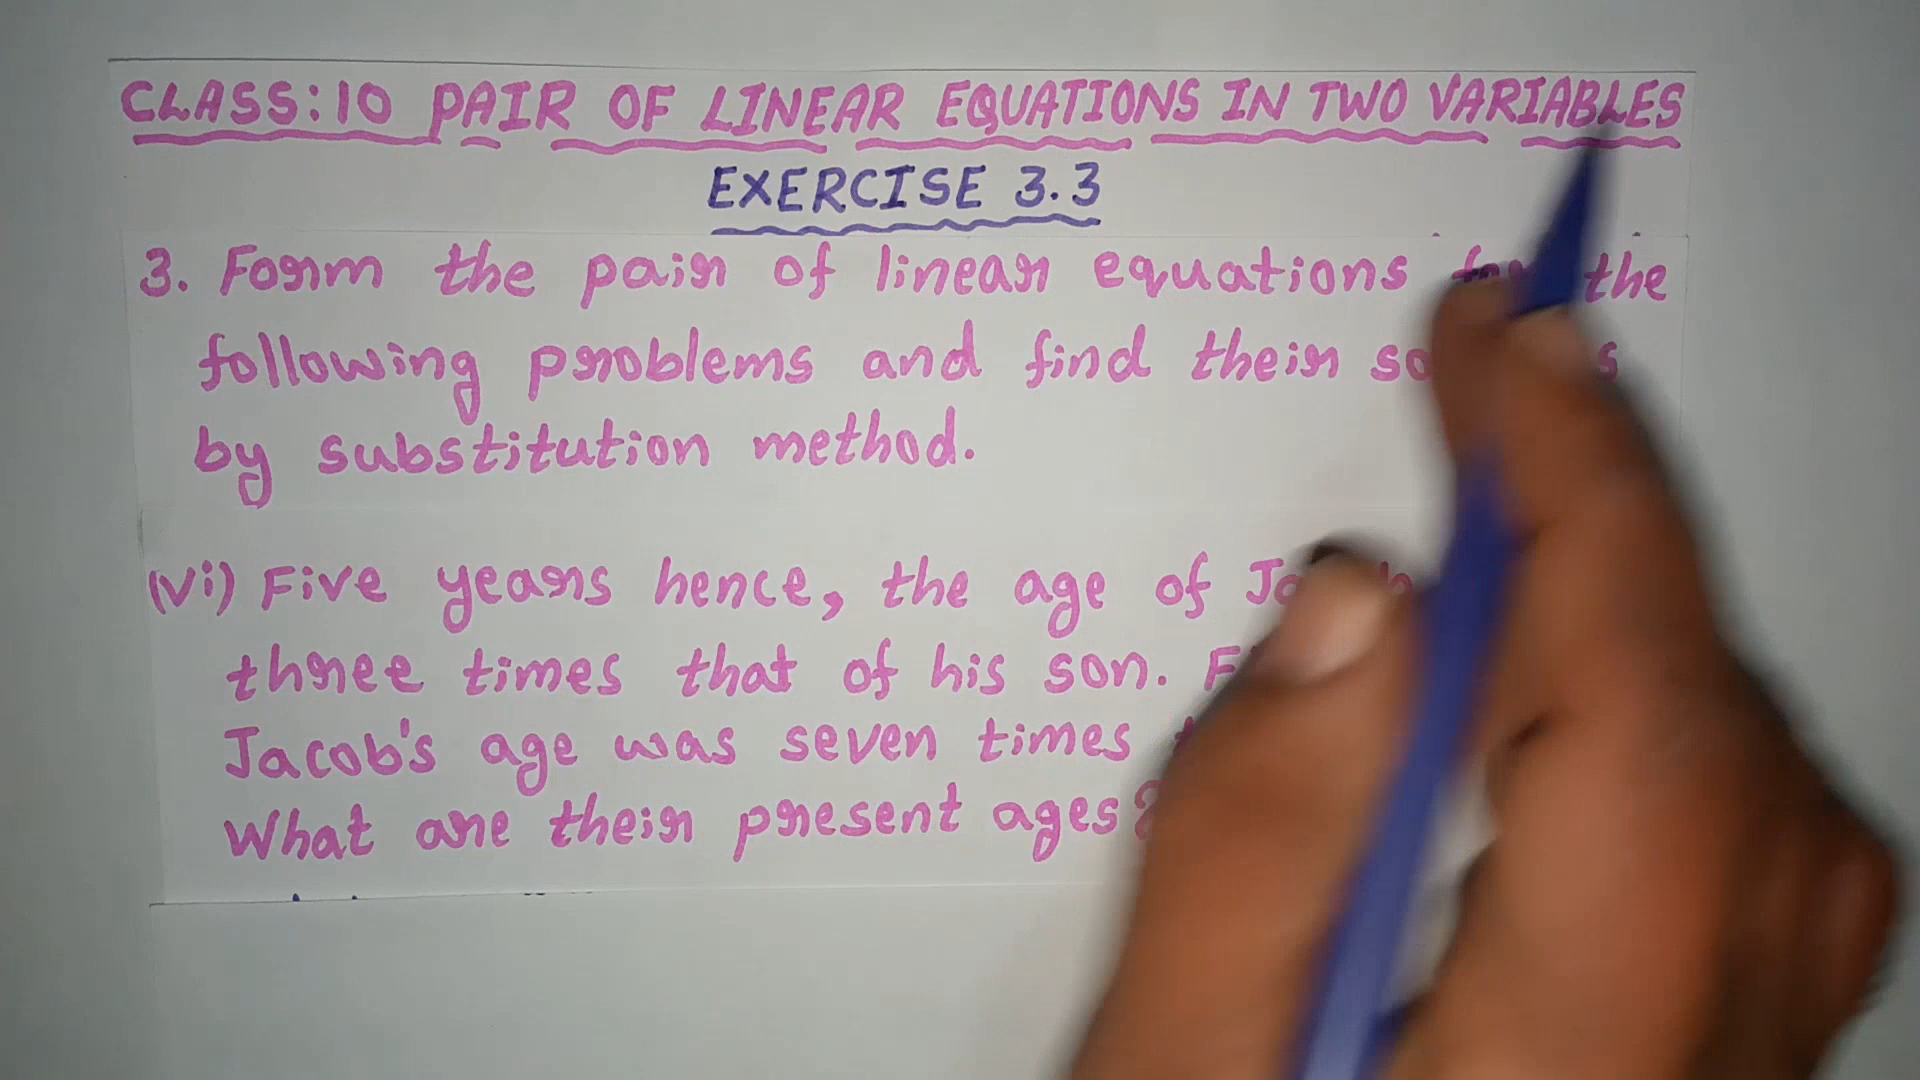 CLASS:10 PAIR OF LINEAR EQUATIONS IN TWO VARIABLES
EXERCISE 3.3
3. Form the pair of linear equations for the
following problems and find their
by substitution method.
(vi) Five years hence, the age of
three times that of his son.
Jacob's age was seven times
What are their present ages?